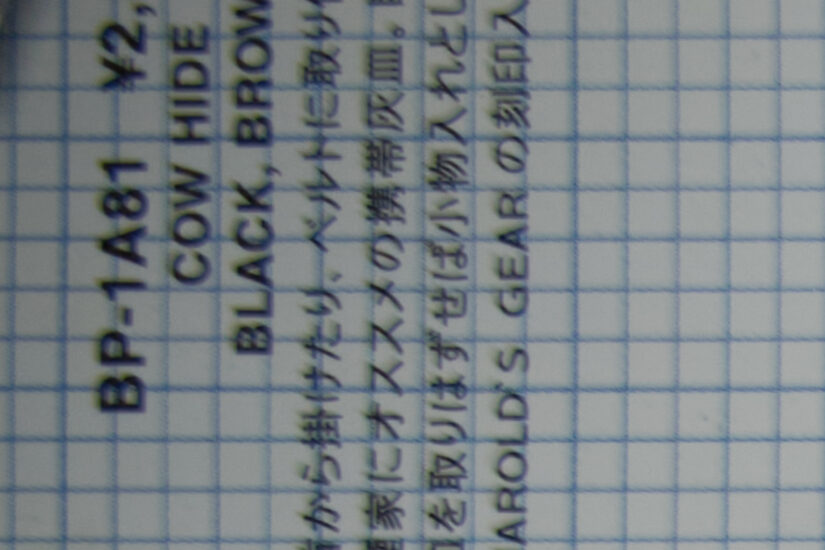 BP-1A81 ¥2,
COW HIDE
BLACK, BROW
から掛けたり、ベルトに取り
家にオススメの携帯灰皿。
を取りはずせば小物入れとし
AROLD'S GEAR の刻印入